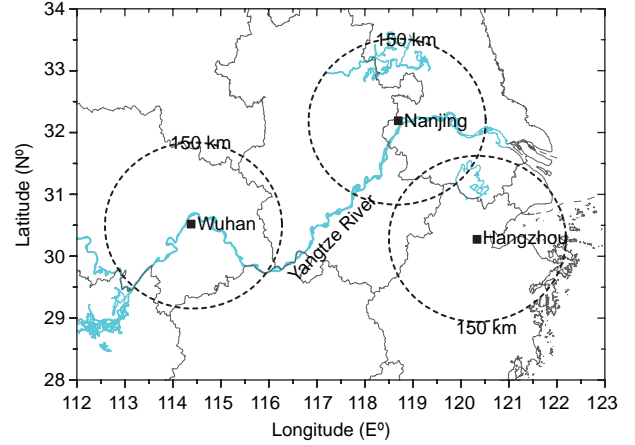 34
33
32
31
30
29
28
Latitude (Nº)
150 km
Nanjing
150 km
Wuhan
Yangtze River
Hangzhou
150 km
112 113 114 115 116 117 118 119 120 121 122 123
Longitude (Eº)